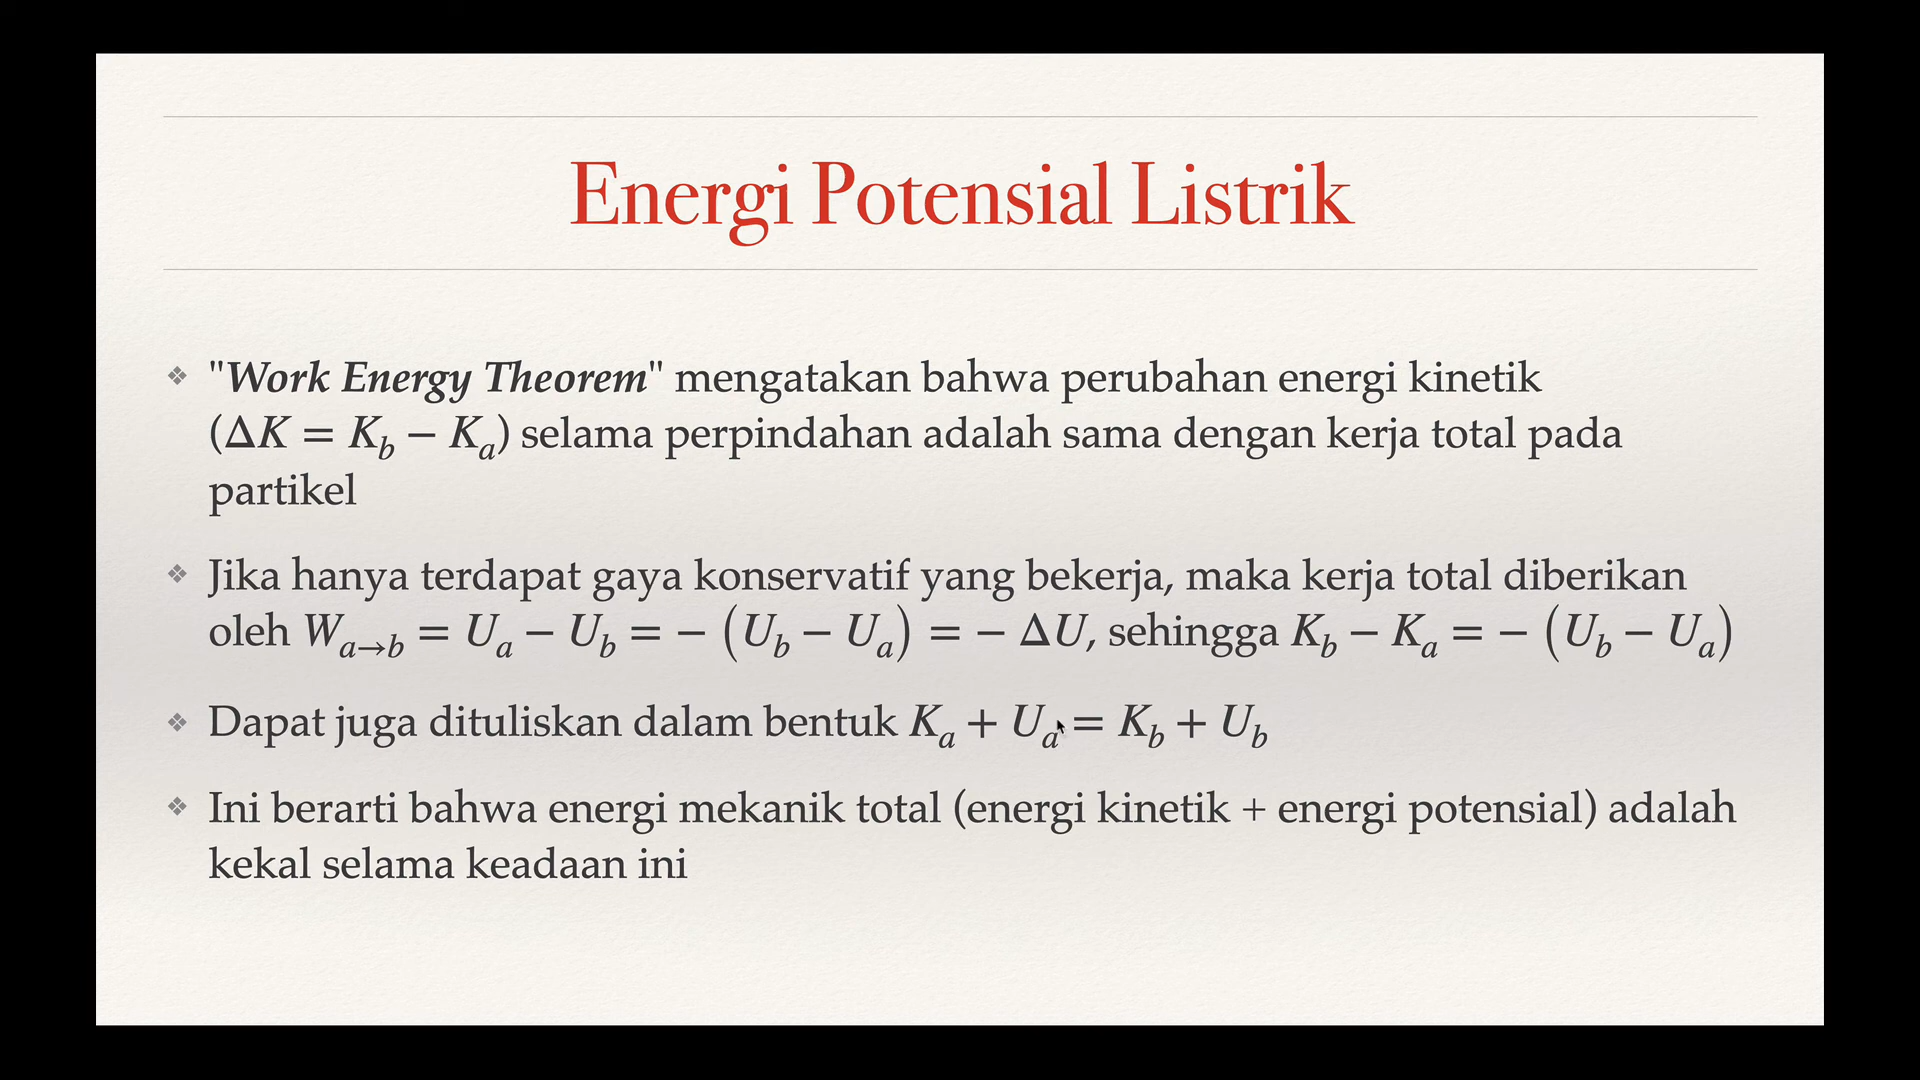 Energi Potensial Listrik
❖ "Work Energy Theorem" mengatakan bahwa perubahan energi kinetik
(ΔK = K_b − K_a) selama perpindahan adalah sama dengan kerja total pada
partikel
❖ Jika hanya terdapat gaya konservatif yang bekerja, maka kerja total diberikan
oleh W_{a→b} = U_a − U_b = − (U_b − U_a) = − ΔU, sehingga K_b − K_a = − (U_b − U_a)
❖ Dapat juga dituliskan dalam bentuk K_a + U_a = K_b + U_b
❖ Ini berarti bahwa energi mekanik total (energi kinetik + energi potensial) adalah
kekal selama keadaan ini